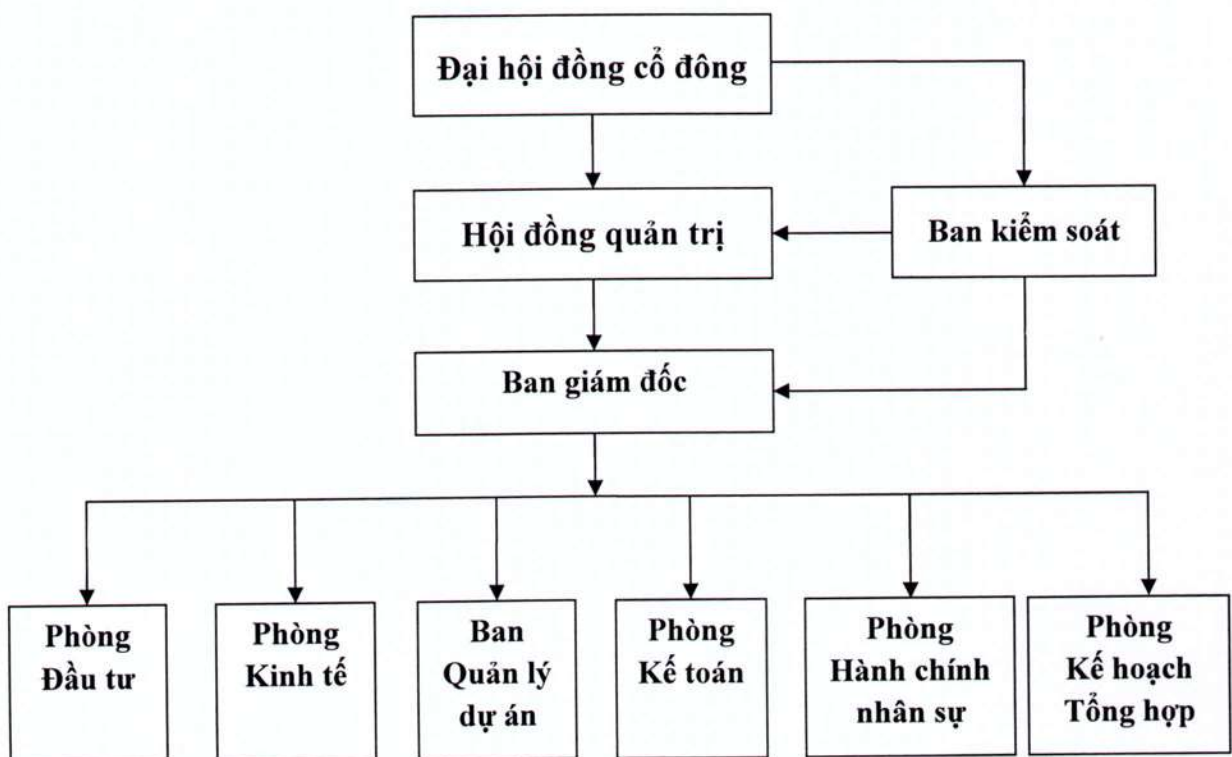 Đại hội đồng cổ đông
Hội đồng quản trị
Ban kiểm soát
Ban giám đốc
Phòng
Đầu tư
Phòng
Kinh tế
Ban
Quản lý
dự án
Phòng
Kế toán
Phòng
Hành chính
nhân sự
Phòng
Kế hoạch
Tổng hợp